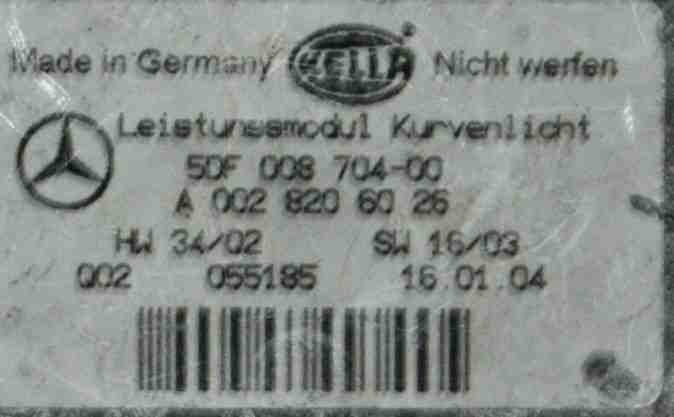 Made in Germany HELLA Nicht werfen
Leistungsmodul Kurvenlicht
5DF 008 704-00
A 002 820 60 26
HW 34/02 SW 16/03
Q02 055185 16.01.04